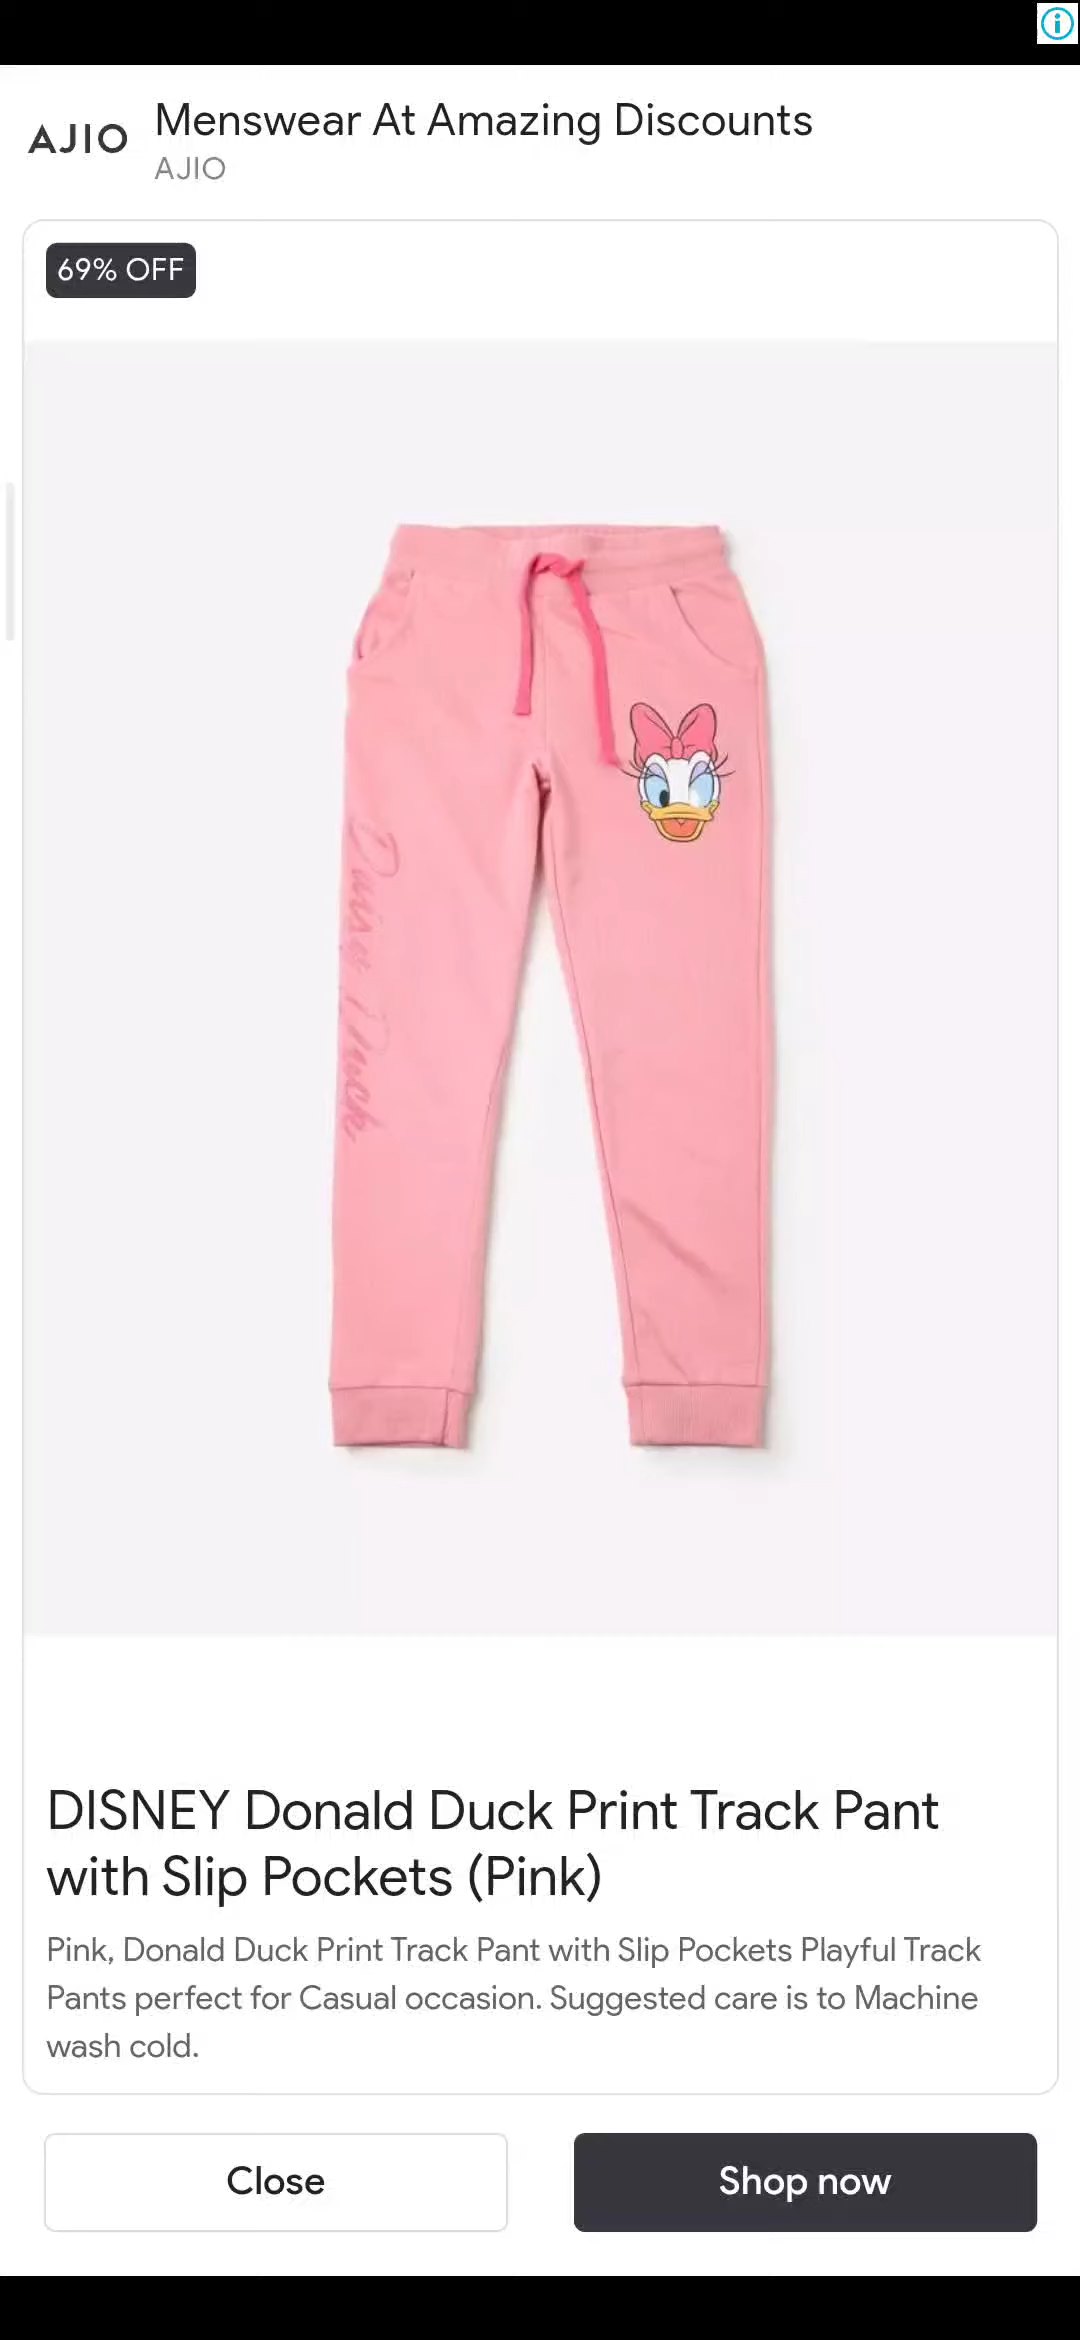 AJIO
Menswear At Amazing Discounts
AJIO
69% OFF
Daisy Duck
DISNEY Donald Duck Print Track Pant
with Slip Pockets (Pink)
Pink, Donald Duck Print Track Pant with Slip Pockets Playful Track
Pants perfect for Casual occasion. Suggested care is to Machine
wash cold.
Close
Shop now